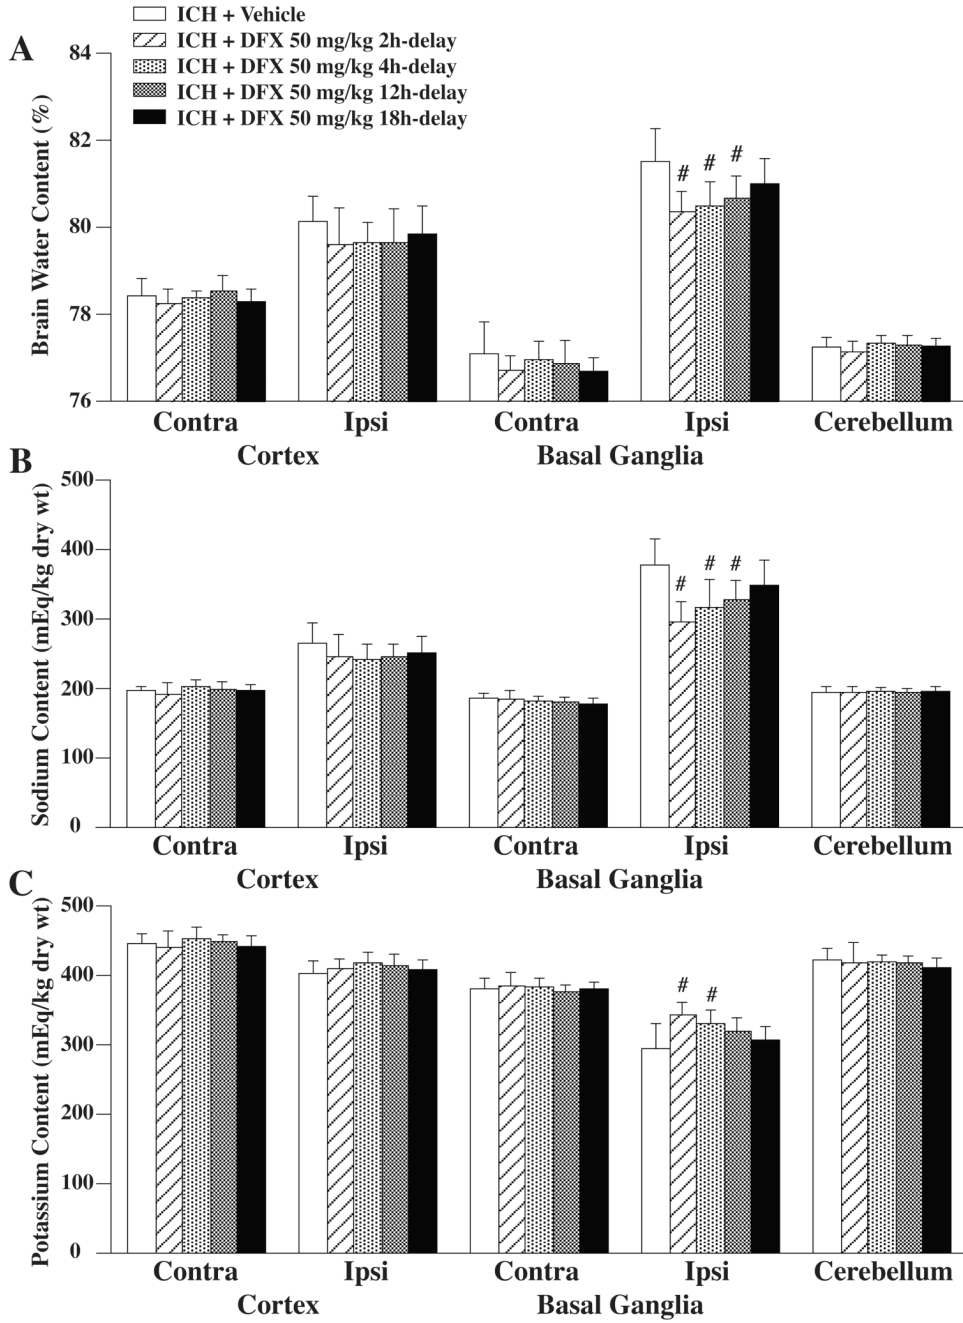 ICH + Vehicle
ICH + DFX 50 mg/kg 2h-delay
ICH + DFX 50 mg/kg 4h-delay
ICH + DFX 50 mg/kg 12h-delay
ICH + DFX 50 mg/kg 18h-delay
A
Brain Water Content (%)
84
82
80
78
76
# # #
Contra Ipsi Contra Ipsi Cerebellum
Cortex Basal Ganglia
B
Sodium Content (mEq/kg dry wt)
500
400
300
200
100
0
# # #
Contra Ipsi Contra Ipsi Cerebellum
Cortex Basal Ganglia
C
Potassium Content (mEq/kg dry wt)
500
400
300
200
100
0
# #
Contra Ipsi Contra Ipsi Cerebellum
Cortex Basal Ganglia